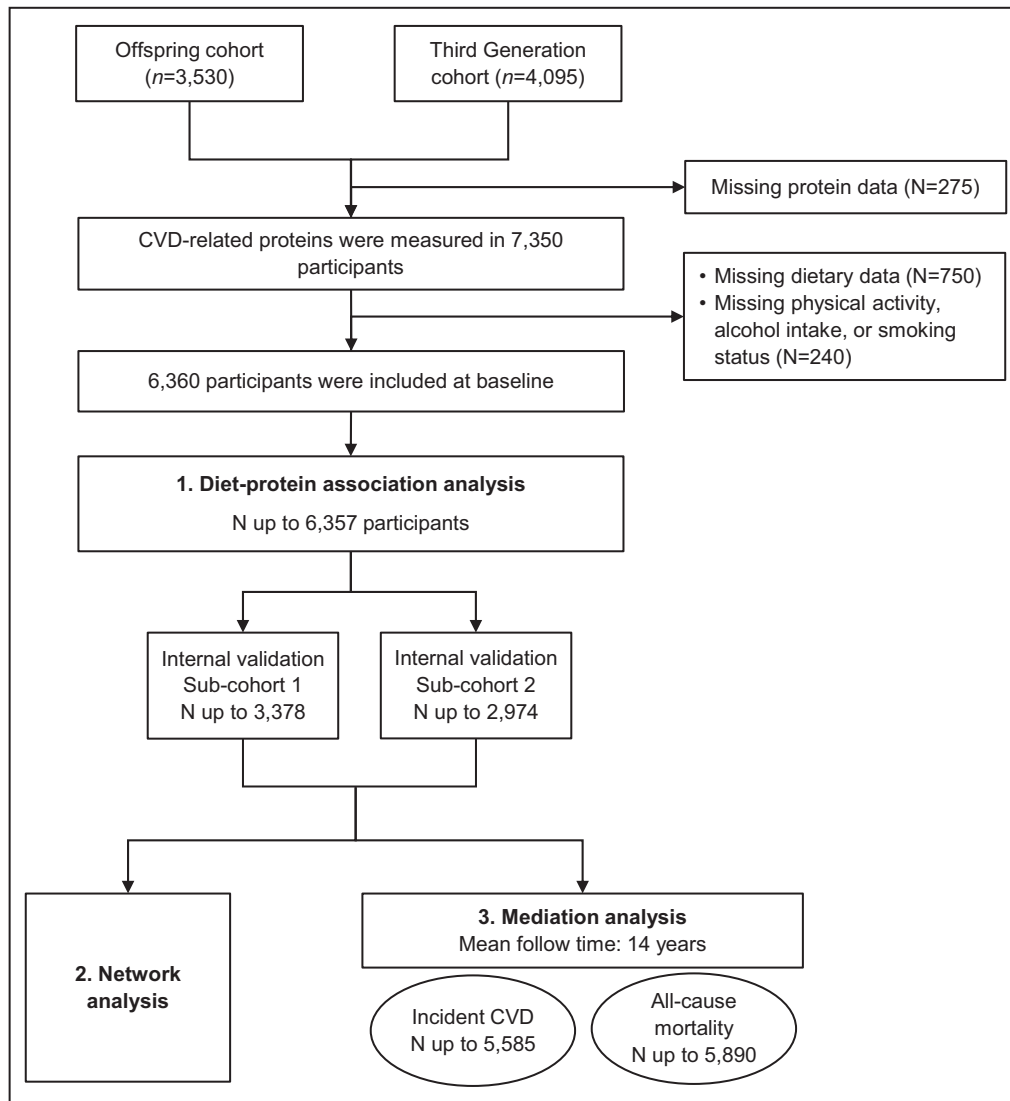 Offspring cohort
(n=3,530)
Third Generation
cohort (n=4,095)
Missing protein data (N=275)
CVD-related proteins were measured in 7,350
participants
• Missing dietary data (N=750)
• Missing physical activity,
alcohol intake, or smoking
status (N=240)
6,360 participants were included at baseline
1. Diet-protein association analysis
N up to 6,357 participants
Internal validation
Sub-cohort 1
N up to 3,378
Internal validation
Sub-cohort 2
N up to 2,974
2. Network
analysis
3. Mediation analysis
Mean follow time: 14 years
Incident CVD
N up to 5,585
All-cause
mortality
N up to 5,890